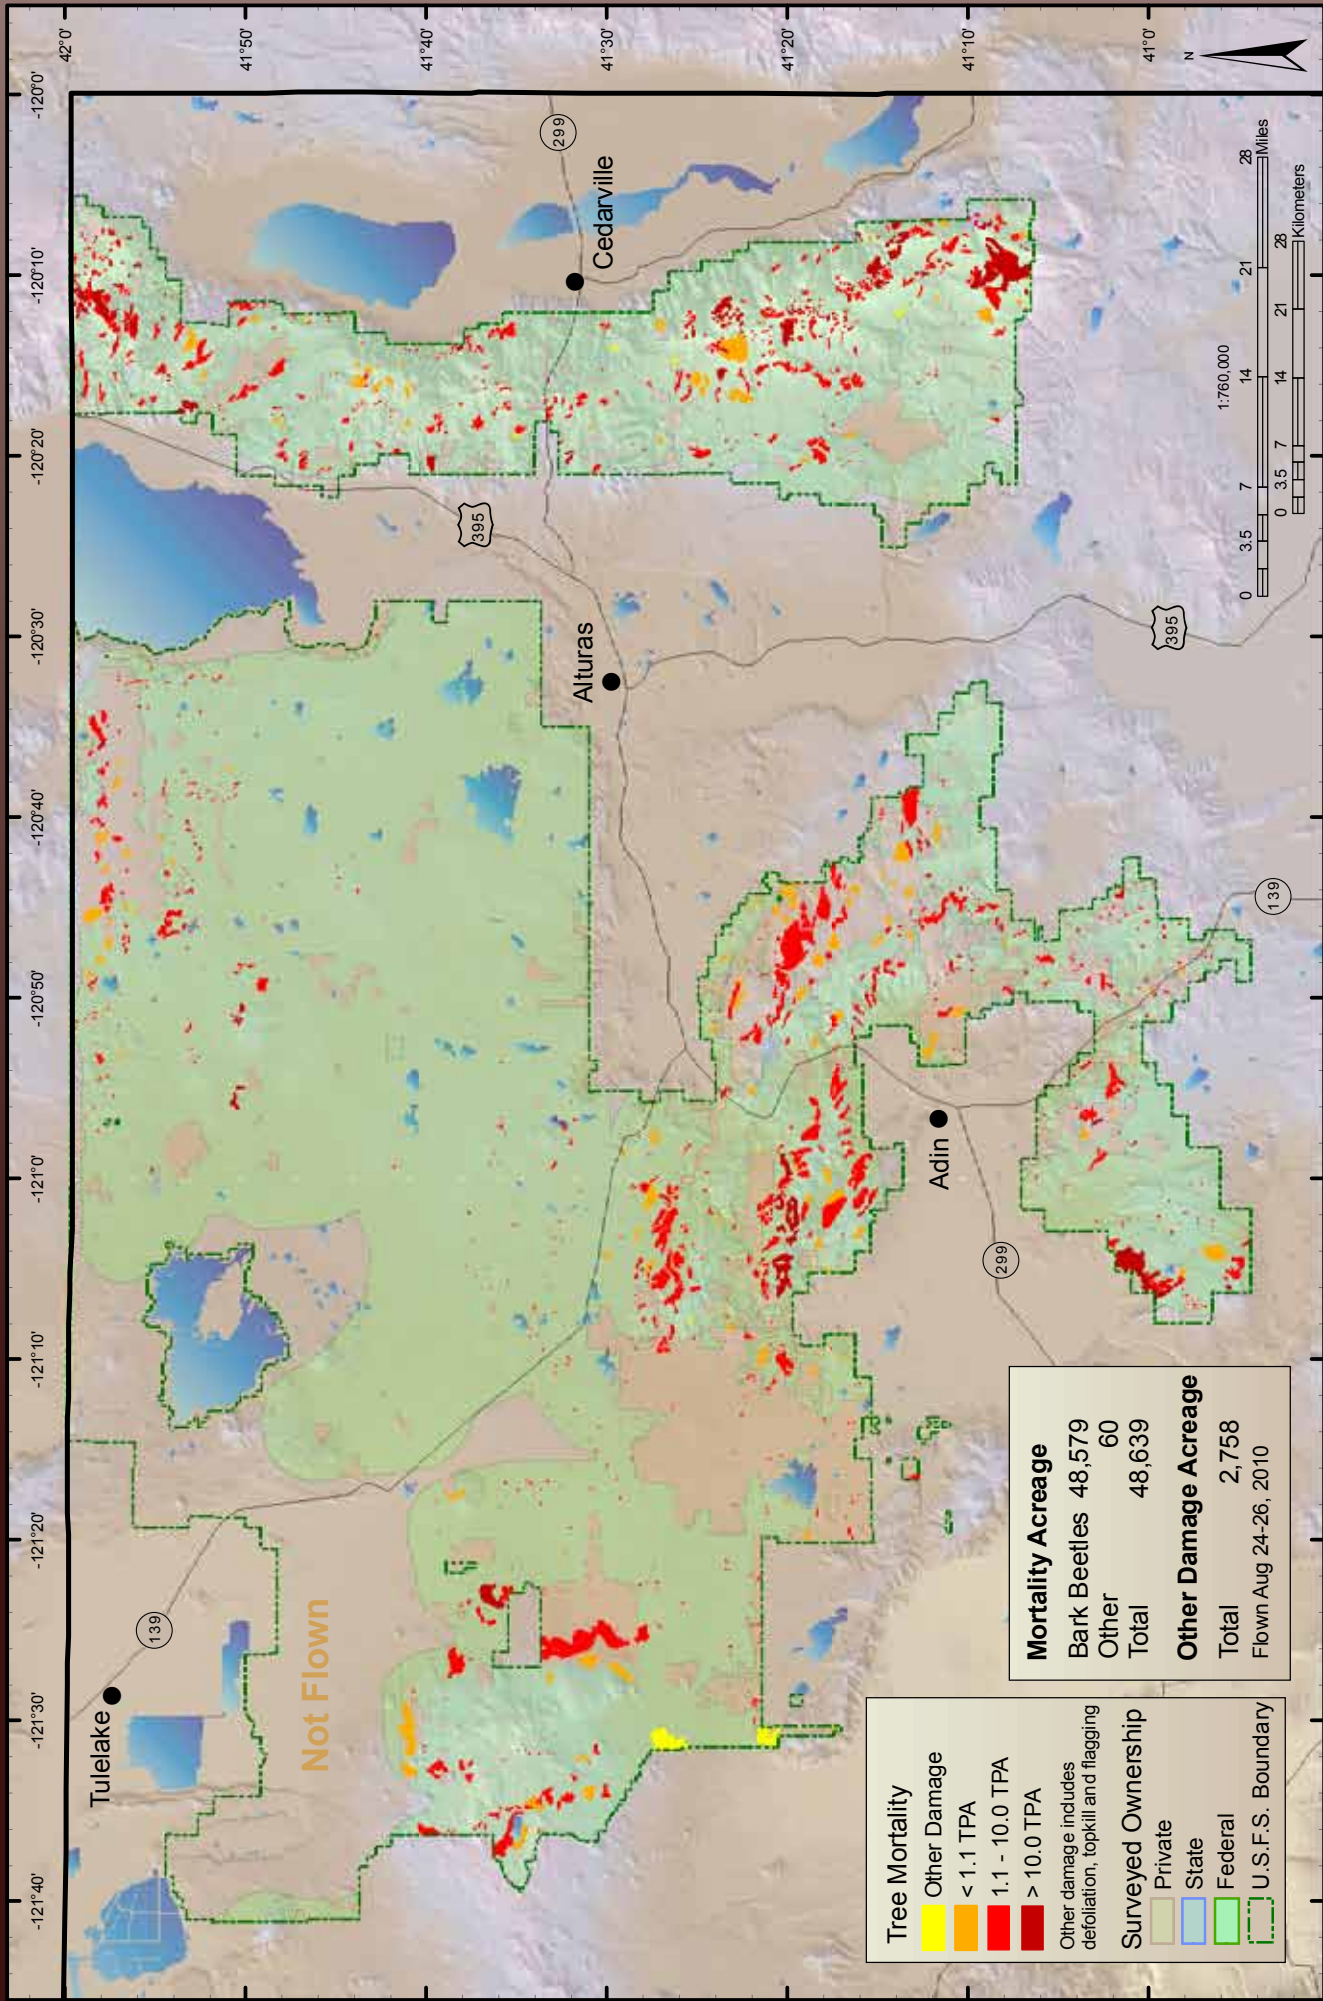 -121°40'
-121°30'
-121°20'
-121°10'
-121°0'
-120°50'
-120°40'
-120°30'
-120°20'
-120°10'
-120°0'
42°0'
41°50'
41°40'
41°30'
41°20'
41°10'
41°0'
Tulelake
139
Not Flown
395
299
Cedarville
Alturas
Adin
299
139
395
Tree Mortality
Other Damage
< 1.1 TPA
1.1 - 10.0 TPA
> 10.0 TPA
Other damage includes
defoliation, topkill and flagging
Surveyed Ownership
Private
State
Federal
U.S.F.S. Boundary
Mortality Acreage
Bark Beetles 48,579
Other 60
Total 48,639
Other Damage Acreage
Total 2,758
Flown Aug 24-26, 2010
1:760,000
0 3.5 7 14 21 28
Miles
0 3.5 7 14 21 28
Kilometers
N